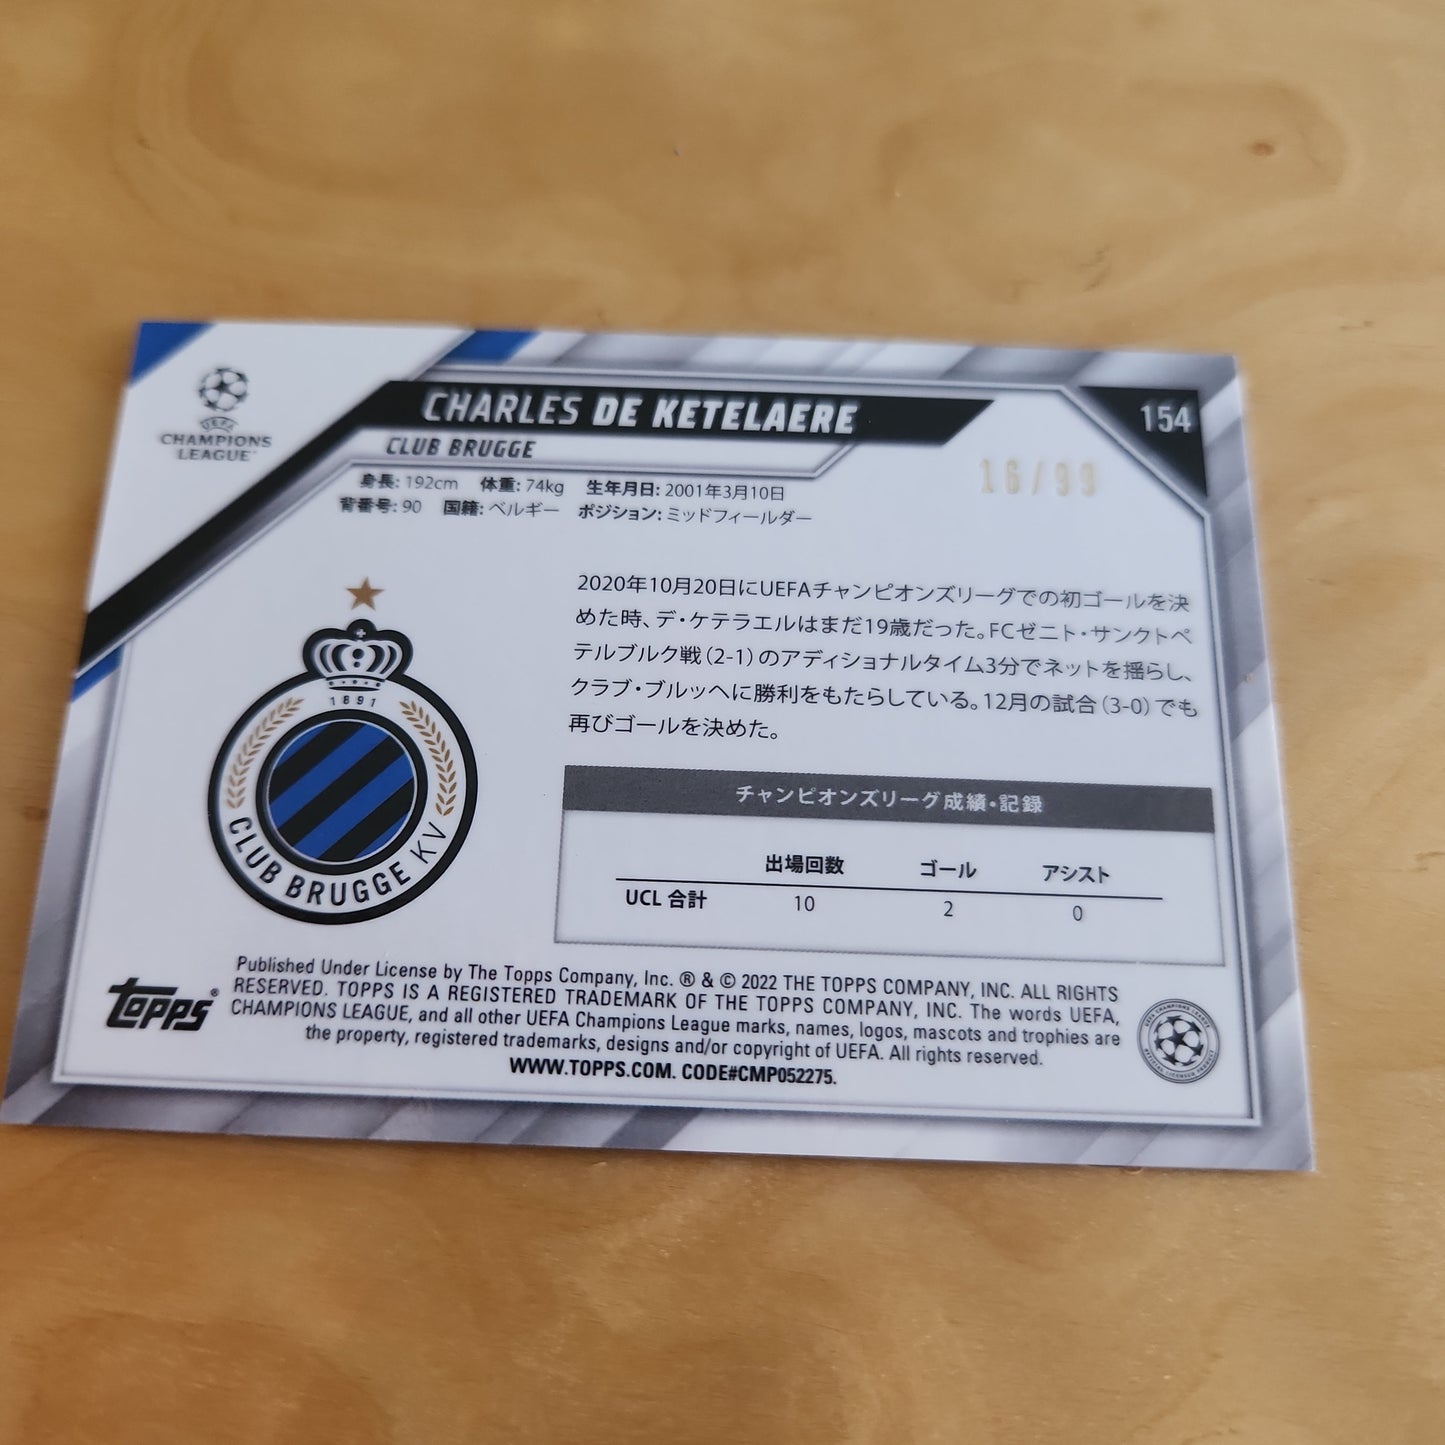 UEFA
CHAMPIONS
LEAGUE
CHARLES DE KETELAERE
154
CLUB BRUGGE
16/99
身長: 192cm 体重: 74kg 生年月日: 2001年3月10日
背番号: 90 国籍: ベルギー ポジション: ミッドフィールダー
2020年10月20日にUEFAチャンピオンズリーグでの初ゴールを決
めた時、デ・ケテラエルはまだ19歳だった。FCゼニト・サンクトペ
テルブルク戦(2-1)のアディショナルタイム3分でネットを揺らし、
クラブ・ブルッヘに勝利をもたらしている。12月の試合(3-0)でも
再びゴールを決めた。
1891
CLUB BRUGGE KV
チャンピオンズリーグ成績・記録
出場回数 ゴール アシスト
UCL 合計 10 2 0
topps®
Published Under License by The Topps Company, Inc. ® & © 2022 THE TOPPS COMPANY, INC. ALL RIGHTS
RESERVED. TOPPS IS A REGISTERED TRADEMARK OF THE TOPPS COMPANY, INC. The words UEFA,
CHAMPIONS LEAGUE, and all other UEFA Champions League marks, names, logos, mascots and trophies are
the property, registered trademarks, designs and/or copyright of UEFA. All rights reserved.
WWW.TOPPS.COM. CODE#CMP052275.
UEFA CHAMPIONS LEAGUE
OFFICIAL LICENSED PRODUCT